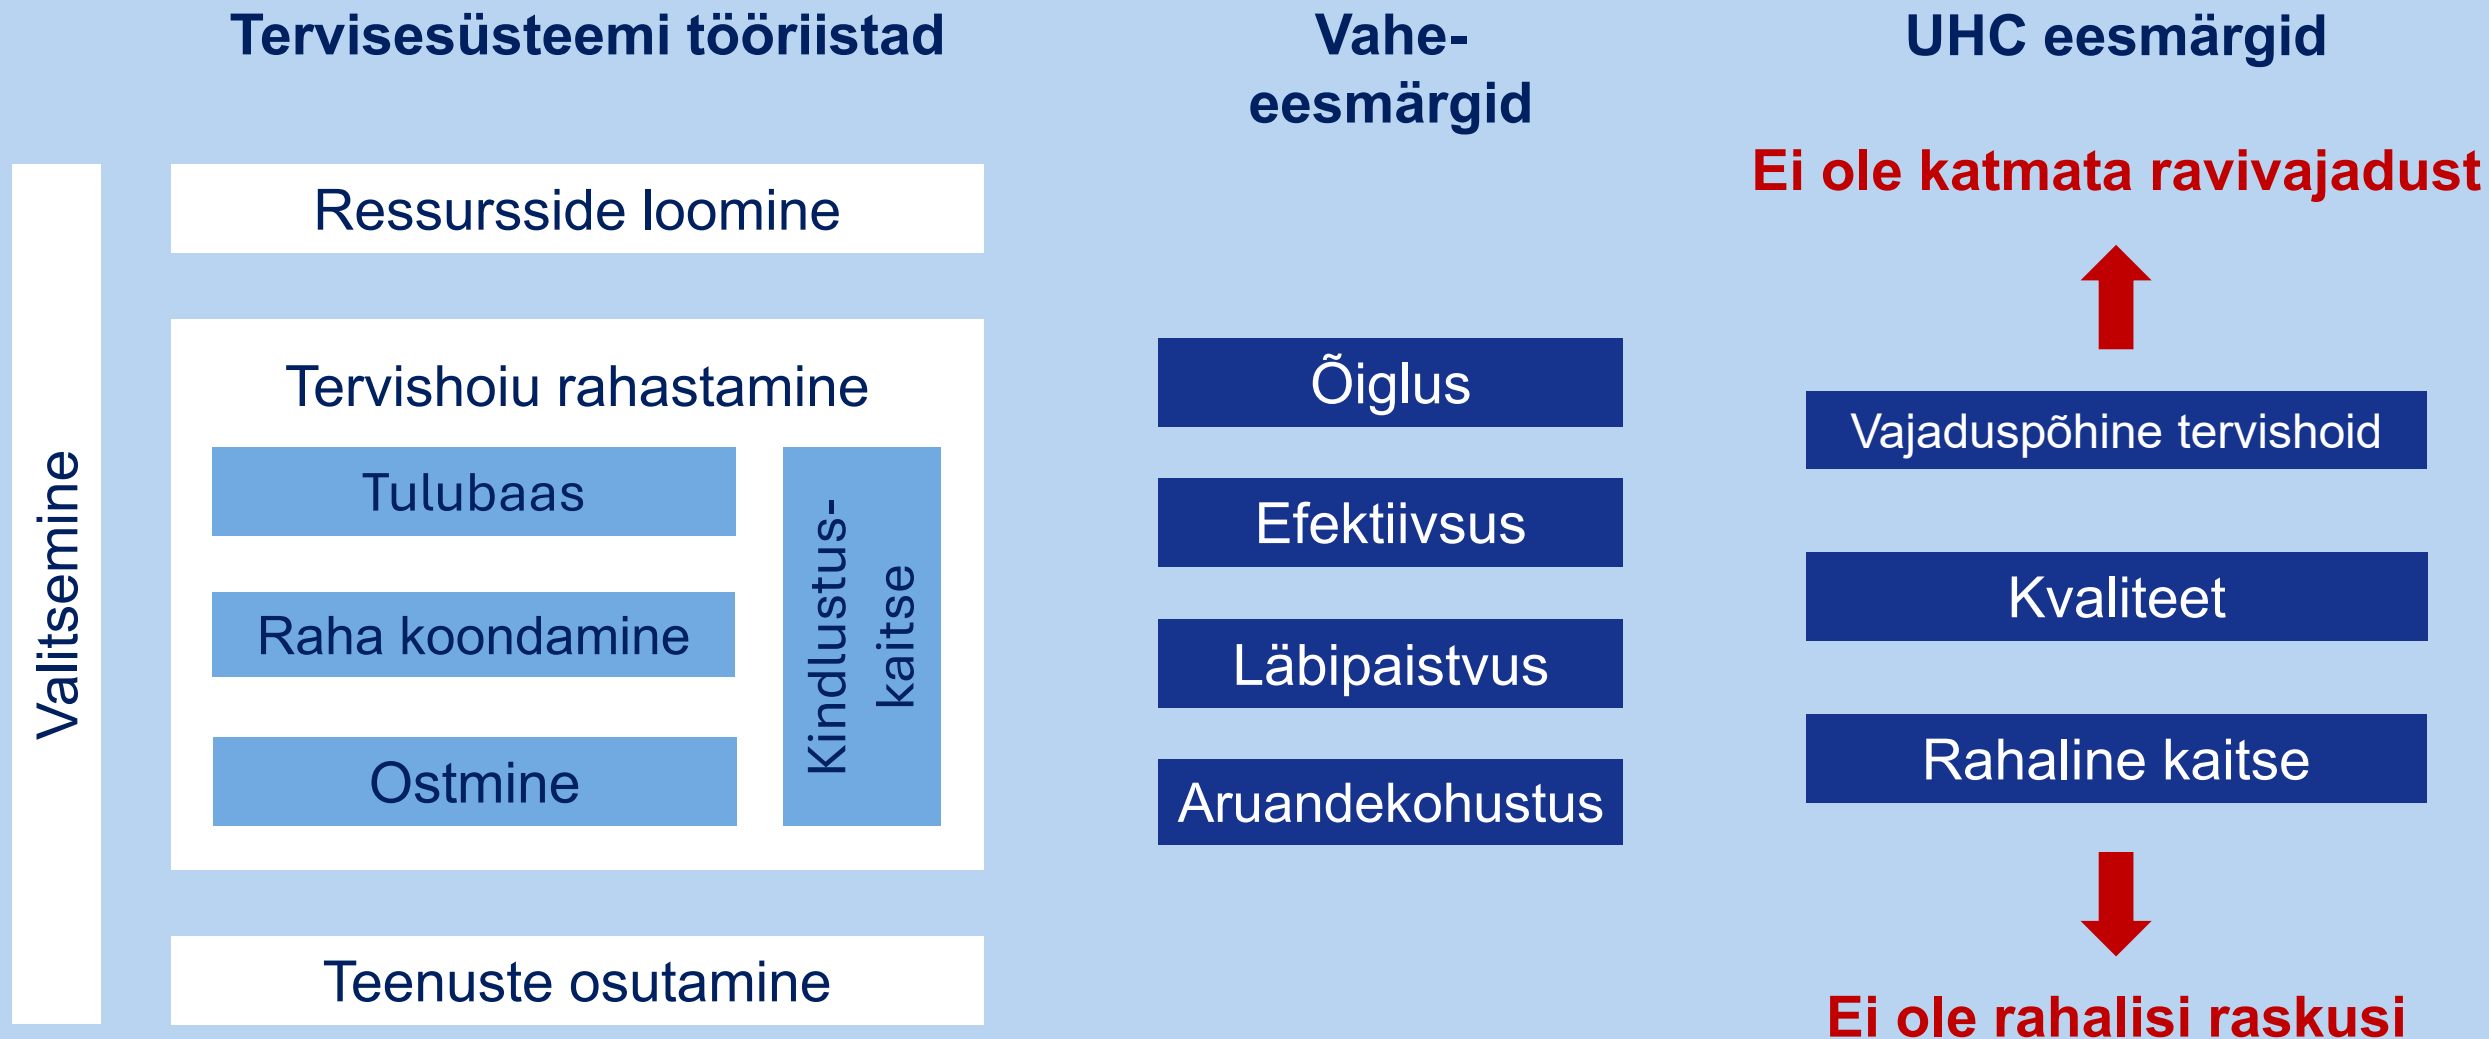 Tervisesüsteemi tööriistad
Valitsemine
Ressursside loomine
Tervishoiu rahastamine
Tulubaas
Raha koondamine
Ostmine
Kindlustus-
kaitse
Teenuste osutamine
Vahe-
eesmärgid
Õiglus
Efektiivsus
Läbipaistvus
Aruandekohustus
UHC eesmärgid
Ei ole katmata ravivajadust
Vajaduspõhine tervishoid
Kvaliteet
Rahaline kaitse
Ei ole rahalisi raskusi